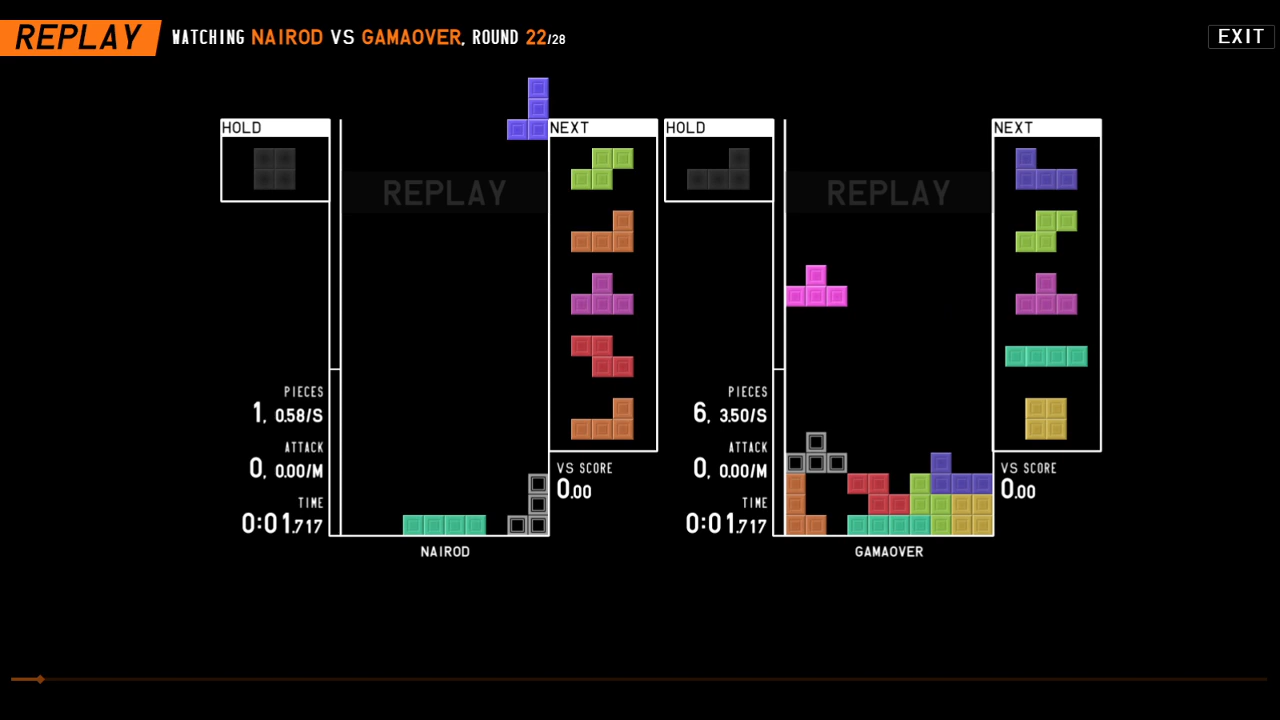 REPLAY
WATCHING NAIROD VS GAMAOVER, ROUND 22/28
EXIT
HOLD
NEXT
REPLAY
PIECES
1, 0.58/S
ATTACK
0, 0.00/M
TIME
0:01.717
VS SCORE
0.00
NAIROD
HOLD
NEXT
REPLAY
PIECES
6, 3.50/S
ATTACK
0, 0.00/M
TIME
0:01.717
VS SCORE
0.00
GAMAOVER